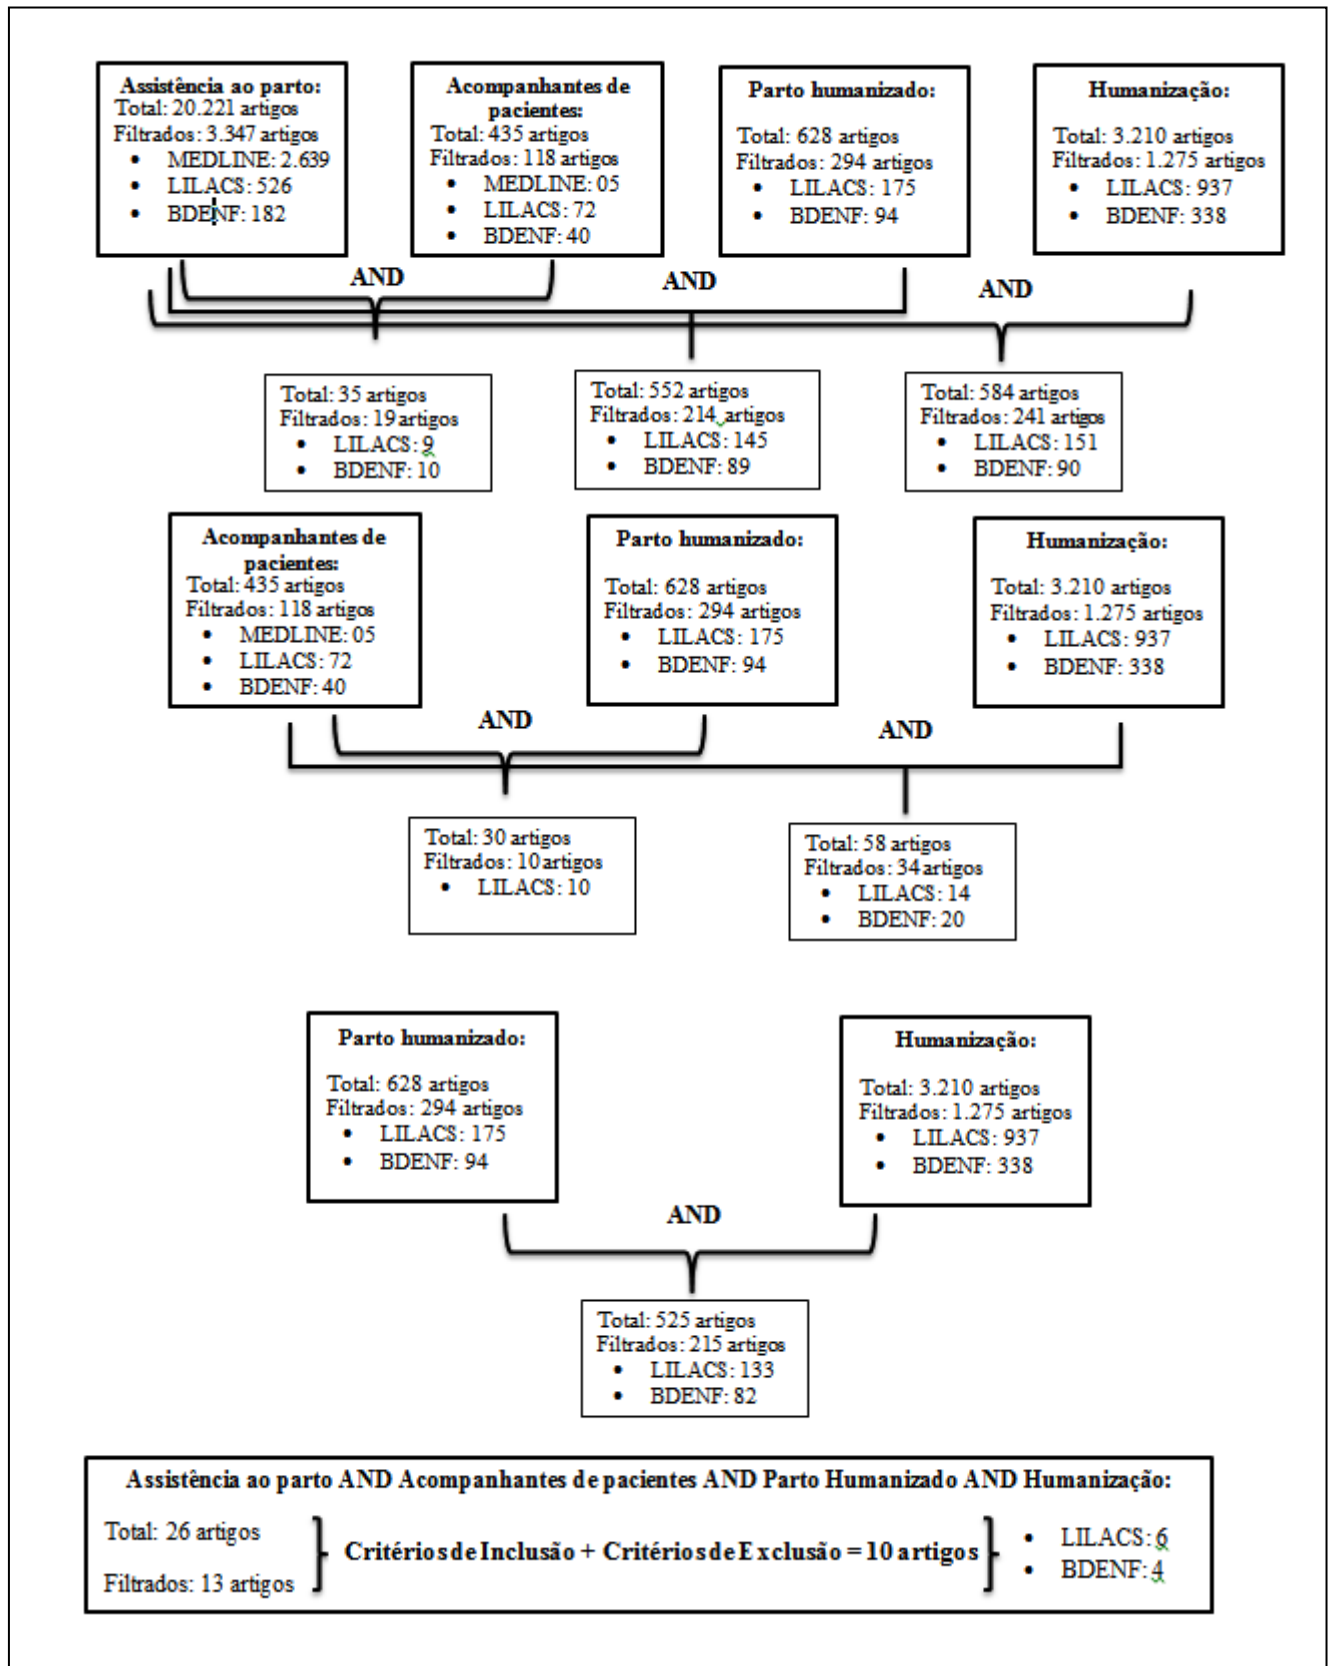 Assistência ao parto:
Total: 20.221 artigos
Filtrados: 3.347 artigos
• MEDLINE: 2.639
• LILACS: 526
• BDENF: 182
Acompanhantes de
pacientes:
Total: 435 artigos
Filtrados: 118 artigos
• MEDLINE: 05
• LILACS: 72
• BDENF: 40
Parto humanizado:
Total: 628 artigos
Filtrados: 294 artigos
• LILACS: 175
• BDENF: 94
Humanização:
Total: 3.210 artigos
Filtrados: 1.275 artigos
• LILACS: 937
• BDENF: 338
AND
AND
AND
Total: 35 artigos
Filtrados: 19 artigos
• LILACS: 9
• BDENF: 10
Total: 552 artigos
Filtrados: 214 artigos
• LILACS: 145
• BDENF: 89
Total: 584 artigos
Filtrados: 241 artigos
• LILACS: 151
• BDENF: 90
Acompanhantes de
pacientes:
Total: 435 artigos
Filtrados: 118 artigos
• MEDLINE: 05
• LILACS: 72
• BDENF: 40
Parto humanizado:
Total: 628 artigos
Filtrados: 294 artigos
• LILACS: 175
• BDENF: 94
Humanização:
Total: 3.210 artigos
Filtrados: 1.275 artigos
• LILACS: 937
• BDENF: 338
AND
AND
Total: 30 artigos
Filtrados: 10 artigos
• LILACS: 10
Total: 58 artigos
Filtrados: 34 artigos
• LILACS: 14
• BDENF: 20
Parto humanizado:
Total: 628 artigos
Filtrados: 294 artigos
• LILACS: 175
• BDENF: 94
Humanização:
Total: 3.210 artigos
Filtrados: 1.275 artigos
• LILACS: 937
• BDENF: 338
AND
Total: 525 artigos
Filtrados: 215 artigos
• LILACS: 133
• BDENF: 82
Assistência ao parto AND Acompanhantes de pacientes AND Parto Humanizado AND Humanização:
Total: 26 artigos
Filtrados: 13 artigos
Critérios de Inclusão + Critérios de Exclusão = 10 artigos
• LILACS: 6
• BDENF: 4